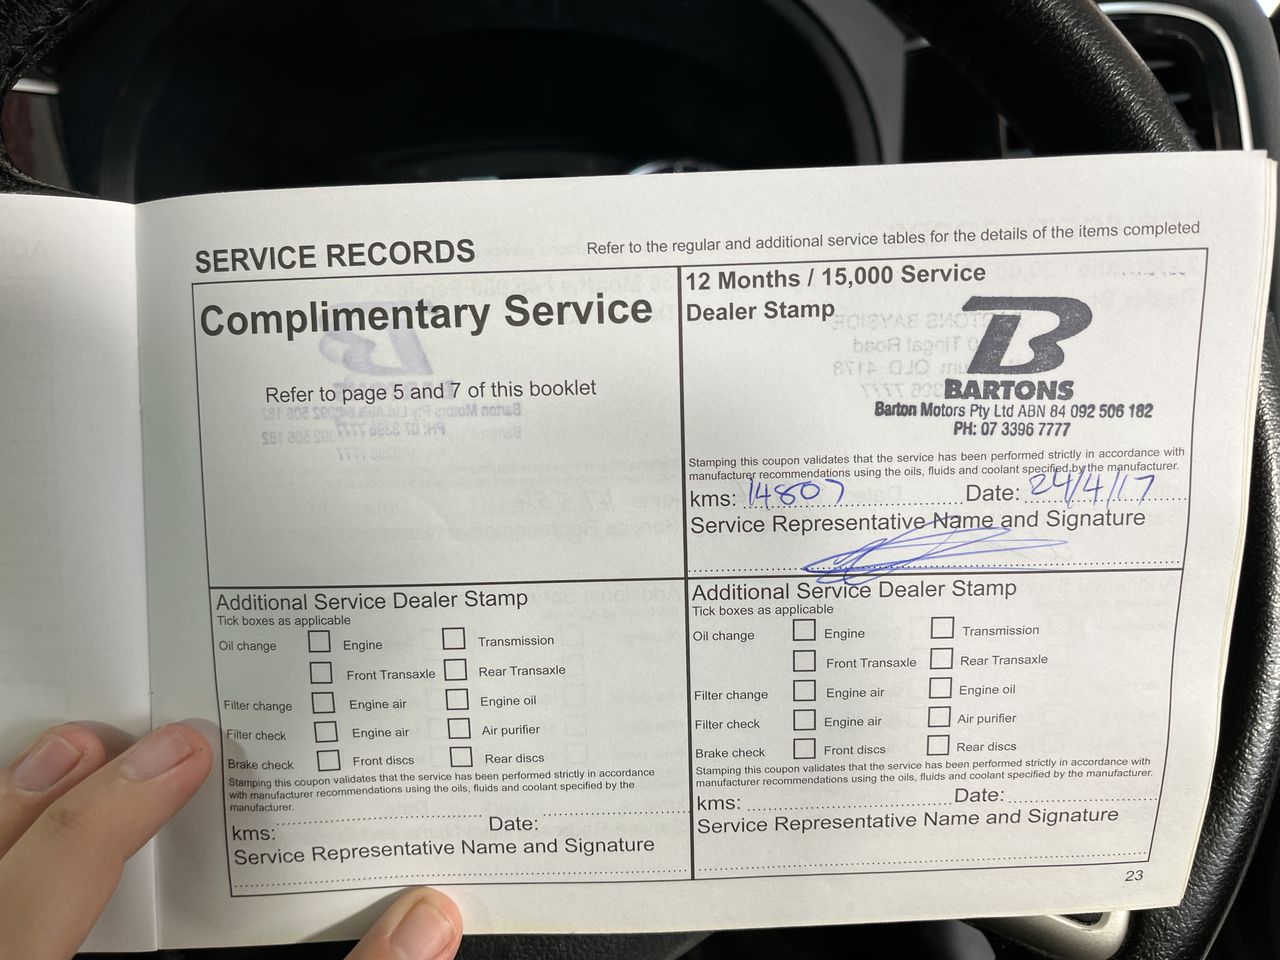 SERVICE RECORDS
Refer to the regular and additional service tables for the details of the items completed
Complimentary Service
Refer to page 5 and 7 of this booklet
12 Months / 15,000 Service
Dealer Stamp
B
BARTONS
Barton Motors Pty Ltd ABN 84 092 506 182
PH: 07 3396 7777
Stamping this coupon validates that the service has been performed strictly in accordance with
manufacturer recommendations using the oils, fluids and coolant specified by the manufacturer.
kms: 14807 Date: 24/4/17
Service Representative Name and Signature
Additional Service Dealer Stamp
Tick boxes as applicable
Oil change Engine Transmission
Front Transaxle Rear Transaxle
Filter change Engine air Engine oil
Filter check Engine air Air purifier
Brake check Front discs Rear discs
Stamping this coupon validates that the service has been performed strictly in accordance
with manufacturer recommendations using the oils, fluids and coolant specified by the
manufacturer.
kms: Date:
Service Representative Name and Signature
Additional Service Dealer Stamp
Tick boxes as applicable
Oil change Engine Transmission
Front Transaxle Rear Transaxle
Filter change Engine air Engine oil
Filter check Engine air Air purifier
Brake check Front discs Rear discs
Stamping this coupon validates that the service has been performed strictly in accordance with
manufacturer recommendations using the oils, fluids and coolant specified by the manufacturer.
kms: Date:
Service Representative Name and Signature
23